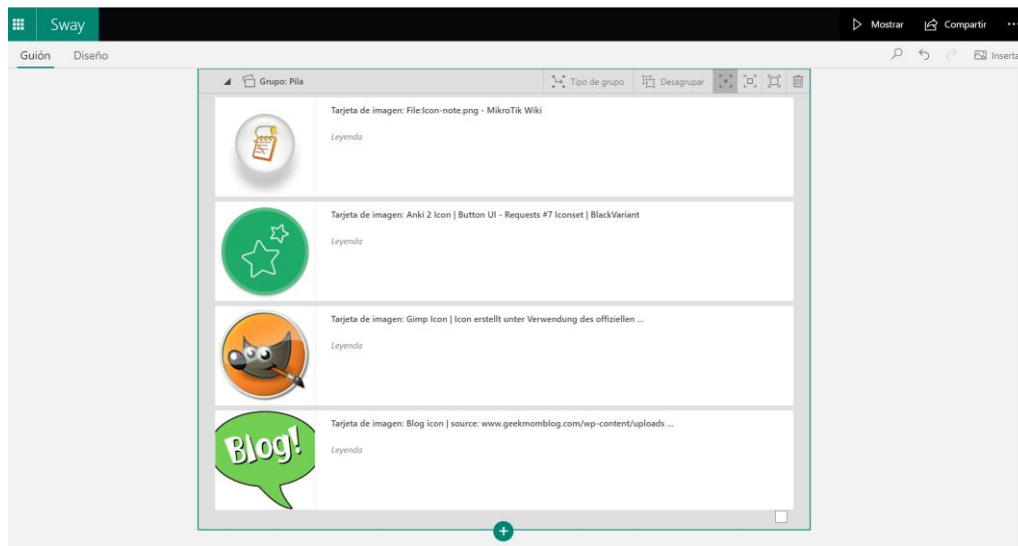 Sway
Mostrar
Compartir
Guión
Diseño
Inserta
Grupo: Pila
Tipo de grupo
Desagrupar
Tarjeta de imagen: File:Icon-note.png - MikroTik Wiki
Leyenda
Tarjeta de imagen: Anki 2 Icon | Button UI - Requests #7 Iconset | BlackVariant
Leyenda
Tarjeta de imagen: Gimp Icon | Icon erstellt unter Verwendung des offiziellen ...
Leyenda
Blog!
Tarjeta de imagen: Blog icon | source: www.geekmomblog.com/wp-content/uploads ...
Leyenda